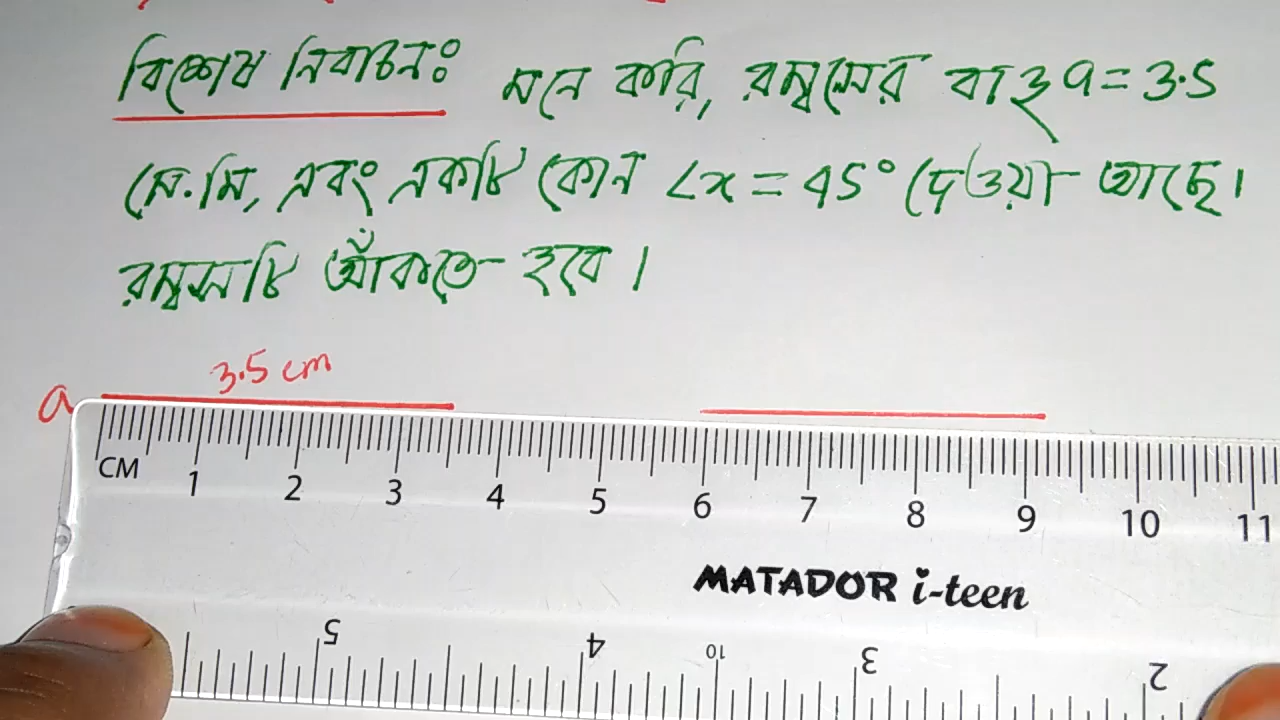 বিশেষ নির্বাচনঃ মনে করি, রম্বসের বাহু a = 3.5
সে.মি, এবং একটি কোন ∠x = 45° দেওয়া আছে।
রম্বসটি আঁকতে হবে।
3.5 cm
a
CM 1 2 3 4 5 6 7 8 9 10 11
MATADOR i-teen
5 4 10 3 2